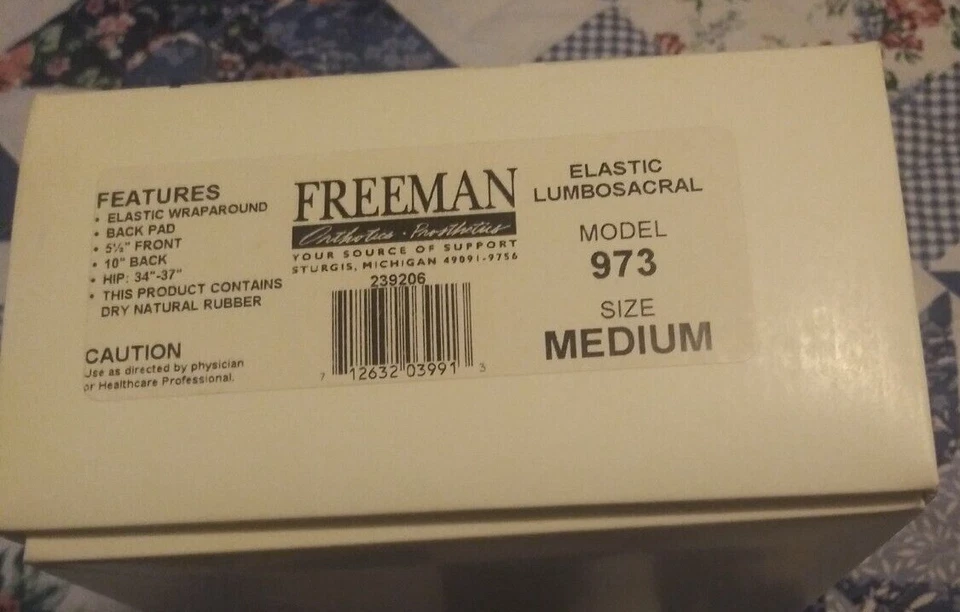 FEATURES
• ELASTIC WRAPAROUND
• BACK PAD
• 5½" FRONT
• 10" BACK
• HIP: 34"-37"
• THIS PRODUCT CONTAINS
DRY NATURAL RUBBER
CAUTION
Use as directed by physician
or Healthcare Professional.
FREEMAN
Orthotics · Prosthetics
YOUR SOURCE OF SUPPORT
STURGIS, MICHIGAN 49091-9756
239206
7 12632 03991 3
ELASTIC
LUMBOSACRAL
MODEL
973
SIZE
MEDIUM